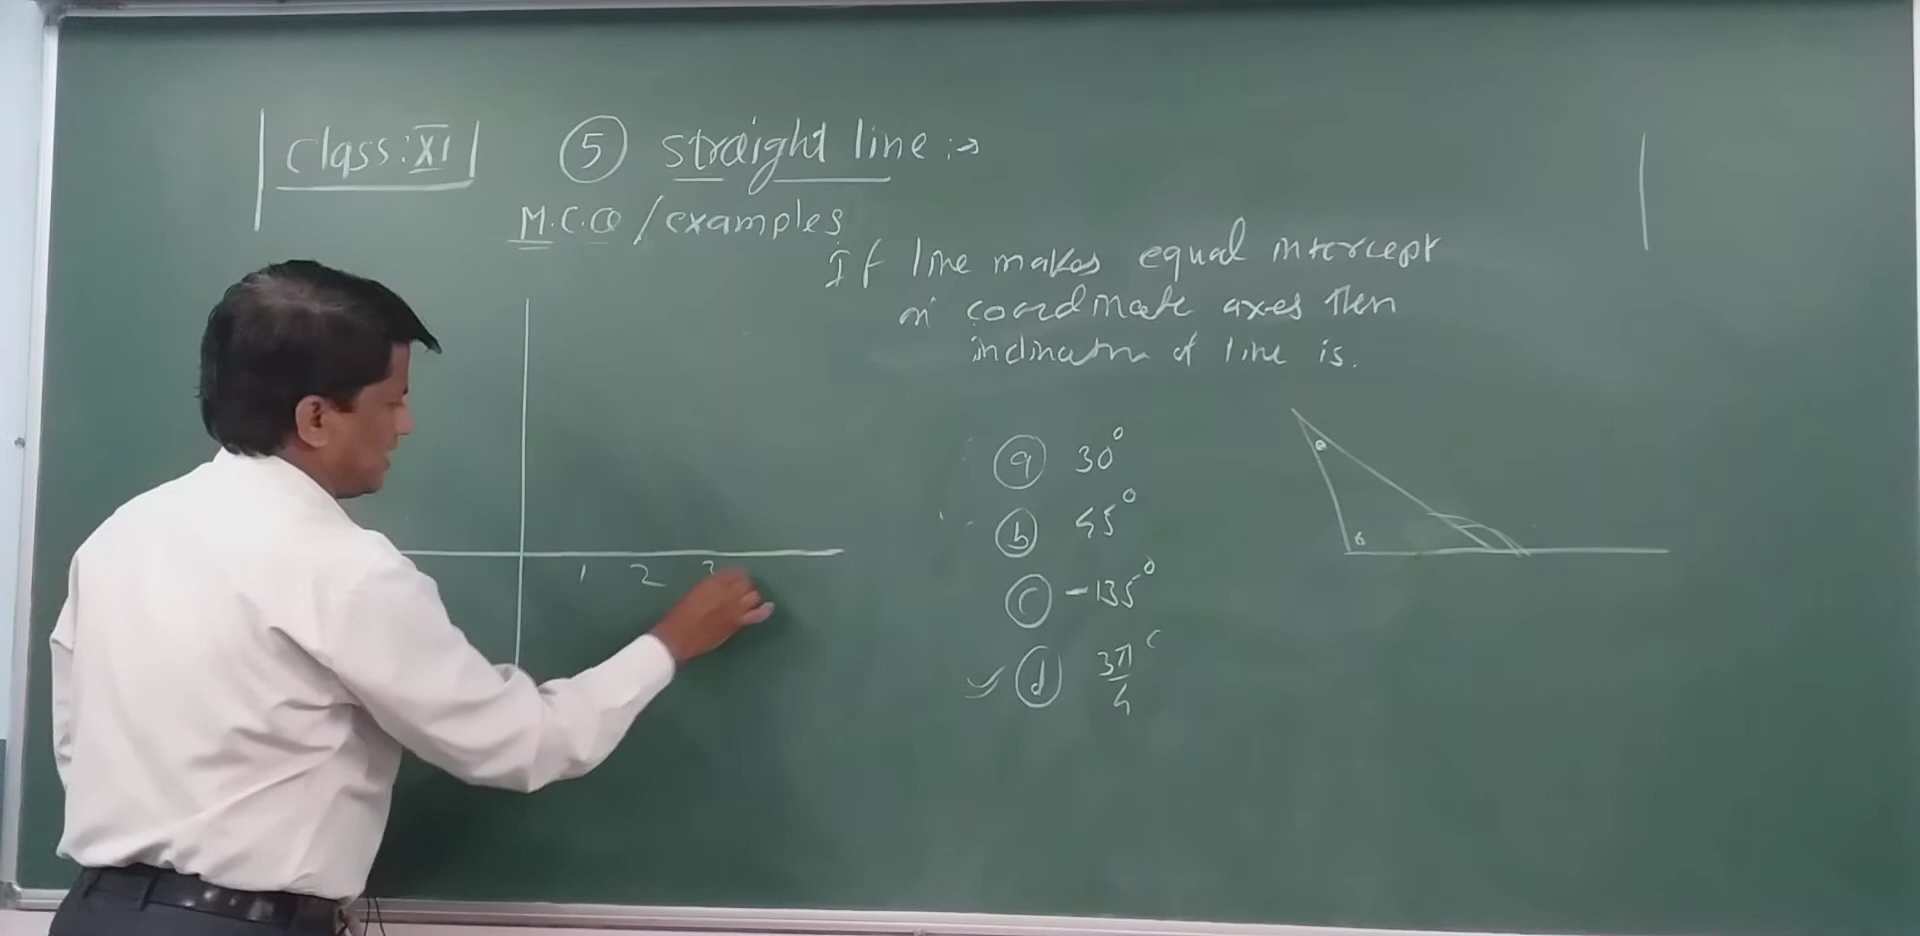 Class: XI
5 straight line :→
M.C.Q / examples
If line makes equal intercept
on coordinate axes then
inclination of line is.
a 30°
b 45°
c -135°
d 3π/4 c
1 2 3